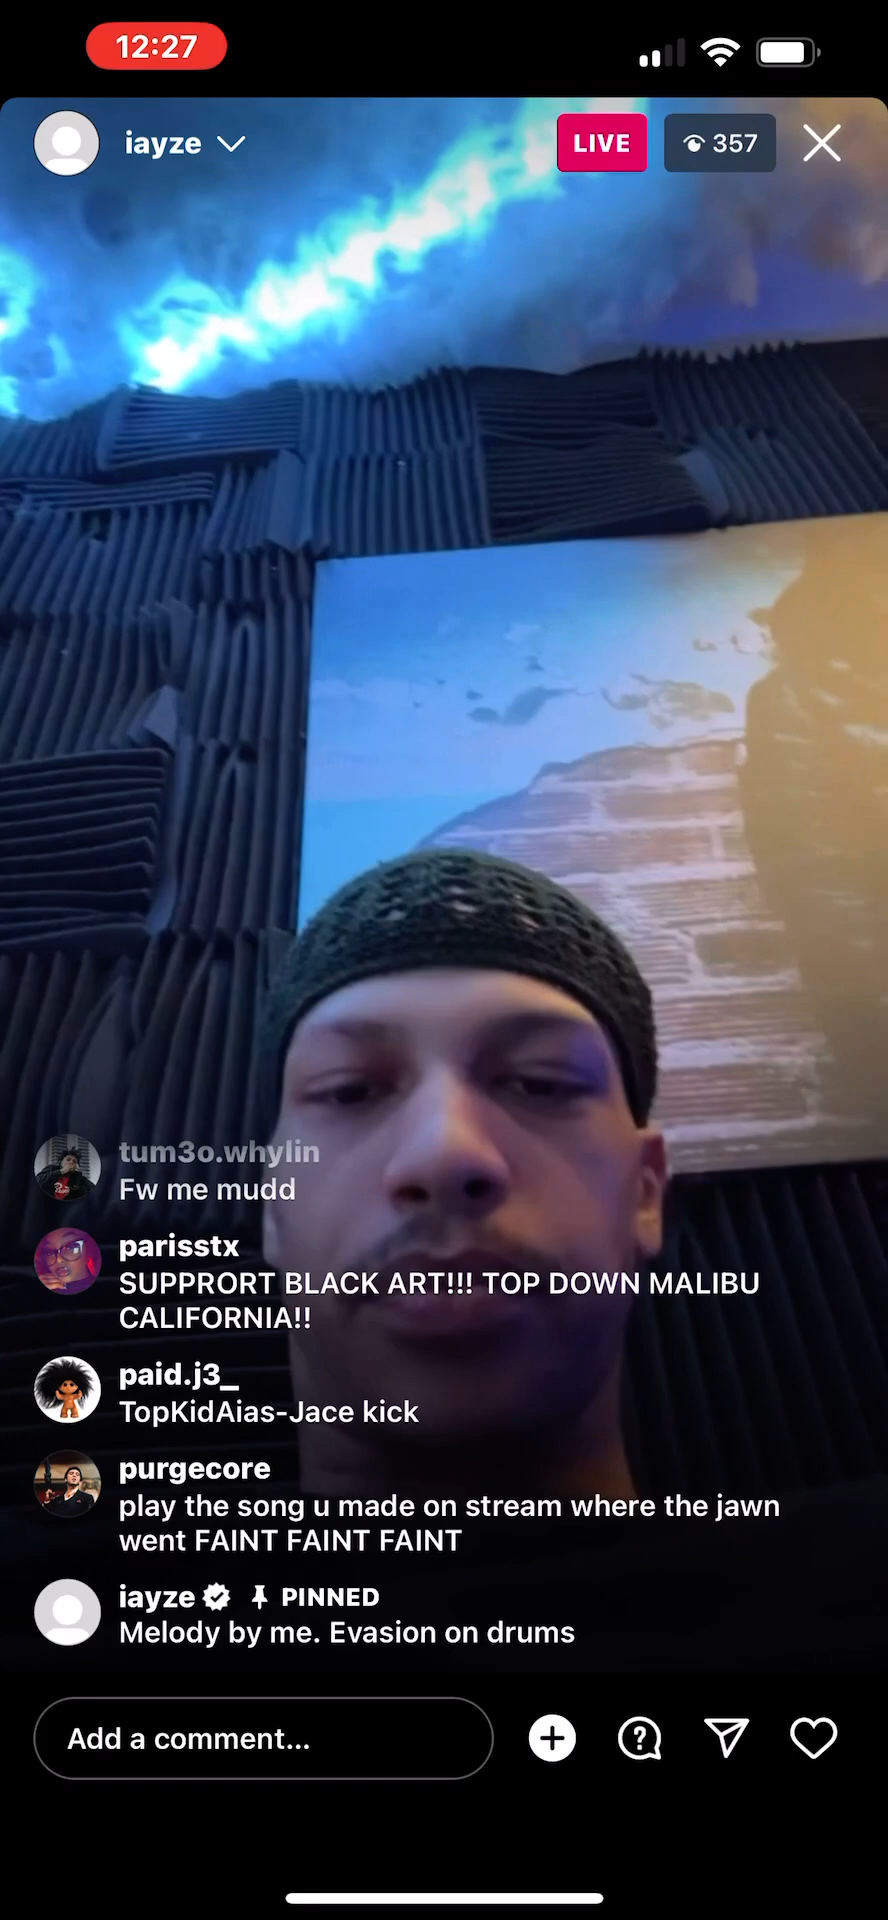 12:27
iayze
LIVE
357
tum3o.whylin
Fw me mudd
parisstx
SUPPRORT BLACK ART!!! TOP DOWN MALIBU
CALIFORNIA!!
paid.j3_
TopKidAias-Jace kick
purgecore
play the song u made on stream where the jawn
went FAINT FAINT FAINT
iayze PINNED
Melody by me. Evasion on drums
Add a comment...